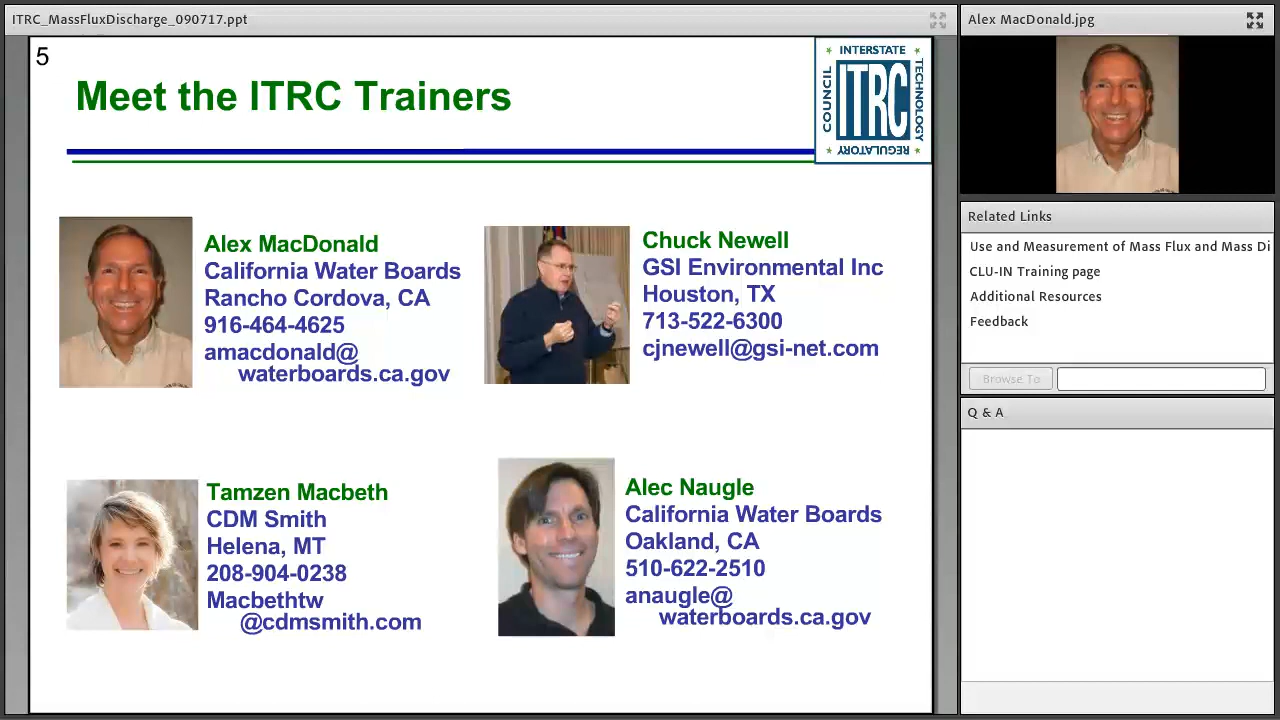 ITRC_MassFluxDischarge_090717.ppt
5
Meet the ITRC Trainers
INTERSTATE
TECHNOLOGY
REGULATORY
COUNCIL
ITRC
Alex MacDonald
California Water Boards
Rancho Cordova, CA
916-464-4625
amacdonald@
waterboards.ca.gov
Chuck Newell
GSI Environmental Inc
Houston, TX
713-522-6300
cjnewell@gsi-net.com
Tamzen Macbeth
CDM Smith
Helena, MT
208-904-0238
Macbethtw
@cdmsmith.com
Alec Naugle
California Water Boards
Oakland, CA
510-622-2510
anaugle@
waterboards.ca.gov
Alex MacDonald.jpg
Related Links
Use and Measurement of Mass Flux and Mass Di
CLU-IN Training page
Additional Resources
Feedback
Browse To
Q & A